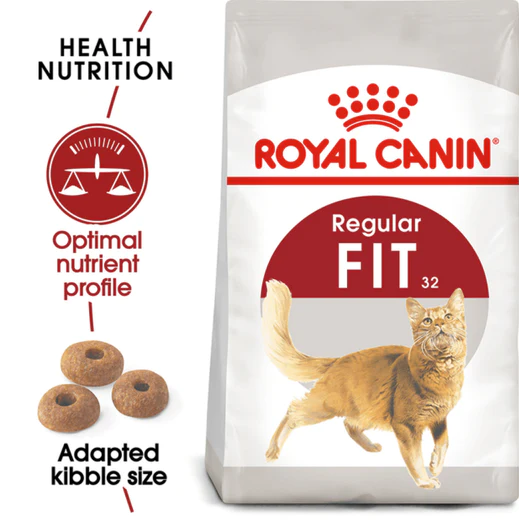 HEALTH
NUTRITION
Optimal
nutrient
profile
Adapted
kibble size
ROYAL CANIN®
Regular
FIT 32